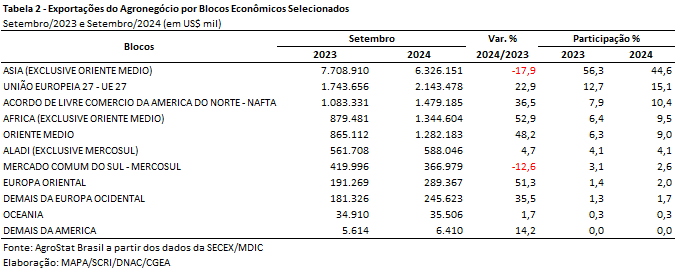 Tabela 2 - Exportações do Agronegócio por Blocos Econômicos Selecionados
Setembro/2023 e Setembro/2024 (em US$ mil)
Blocos Setembro Var. % Participação %
2023 2024 2024/2023 2023 2024
ASIA (EXCLUSIVE ORIENTE MEDIO) 7.708.910 6.326.151 -17,9 56,3 44,6
UNIÃO EUROPEIA 27 - UE 27 1.743.656 2.143.478 22,9 12,7 15,1
ACORDO DE LIVRE COMERCIO DA AMERICA DO NORTE - NAFTA 1.083.331 1.479.185 36,5 7,9 10,4
AFRICA (EXCLUSIVE ORIENTE MEDIO) 879.481 1.344.604 52,9 6,4 9,5
ORIENTE MEDIO 865.112 1.282.183 48,2 6,3 9,0
ALADI (EXCLUSIVE MERCOSUL) 561.708 588.046 4,7 4,1 4,1
MERCADO COMUM DO SUL - MERCOSUL 419.996 366.979 -12,6 3,1 2,6
EUROPA ORIENTAL 191.269 289.367 51,3 1,4 2,0
DEMAIS DA EUROPA OCIDENTAL 181.326 245.623 35,5 1,3 1,7
OCEANIA 34.910 35.506 1,7 0,3 0,3
DEMAIS DA AMERICA 5.614 6.410 14,2 0,0 0,0
Fonte: AgroStat Brasil a partir dos dados da SECEX/MDIC
Elaboração: MAPA/SCRI/DNAC/CGEA